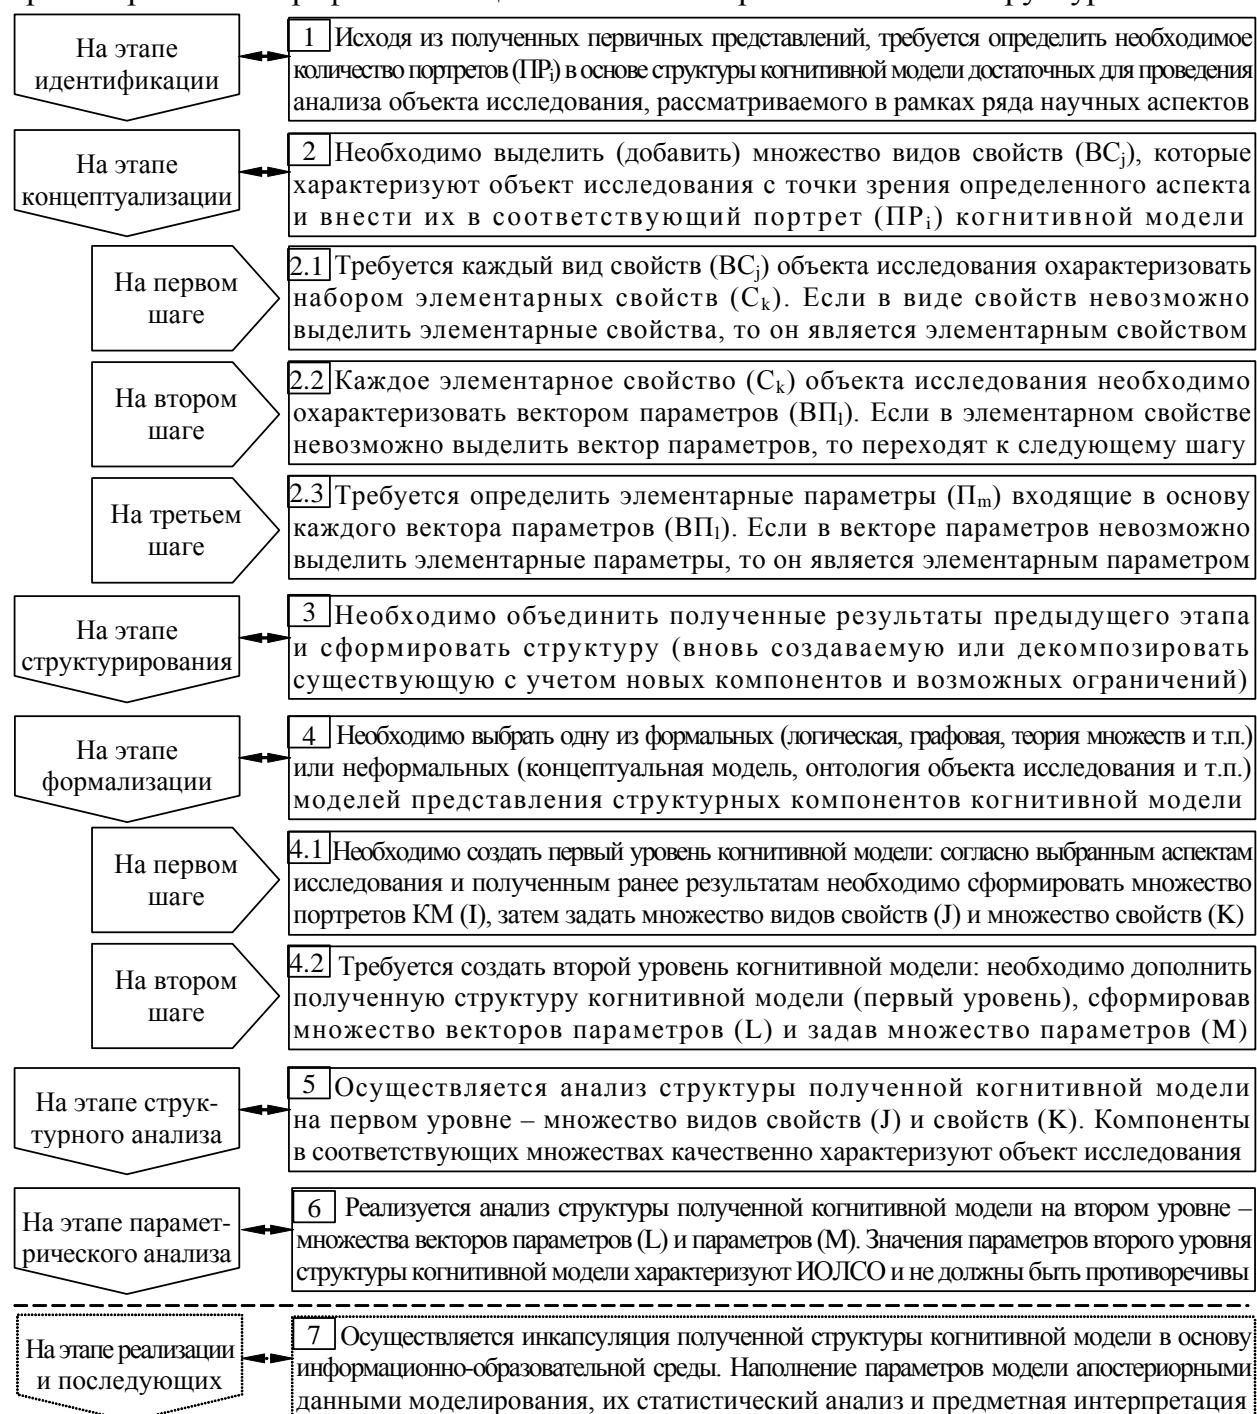 На этапе
идентификации
1 Исходя из полученных первичных представлений, требуется определить необходимое
количество портретов (ПРi) в основе структуры когнитивной модели достаточных для проведения
анализа объекта исследования, рассматриваемого в рамках ряда научных аспектов
На этапе
концептуализации
2 Необходимо выделить (добавить) множество видов свойств (ВСj), которые
характеризуют объект исследования с точки зрения определенного аспекта
и внести их в соответствующий портрет (ПРi) когнитивной модели
На первом
шаге
2.1 Требуется каждый вид свойств (ВСj) объекта исследования охарактеризовать
набором элементарных свойств (Сk). Если в виде свойств невозможно
выделить элементарные свойства, то он является элементарным свойством
На втором
шаге
2.2 Каждое элементарное свойство (Сk) объекта исследования необходимо
охарактеризовать вектором параметров (ВПl). Если в элементарном свойстве
невозможно выделить вектор параметров, то переходят к следующему шагу
На третьем
шаге
2.3 Требуется определить элементарные параметры (Пm) входящие в основу
каждого вектора параметров (ВПl). Если в векторе параметров невозможно
выделить элементарные параметры, то он является элементарным параметром
На этапе
структурирования
3 Необходимо объединить полученные результаты предыдущего этапа
и сформировать структуру (вновь создаваемую или декомпозировать
существующую с учетом новых компонентов и возможных ограничений)
На этапе
формализации
4 Необходимо выбрать одну из формальных (логическая, графовая, теория множеств и т.п.)
или неформальных (концептуальная модель, онтология объекта исследования и т.п.)
моделей представления структурных компонентов когнитивной модели
На первом
шаге
4.1 Необходимо создать первый уровень когнитивной модели: согласно выбранным аспектам
исследования и полученным ранее результатам необходимо сформировать множество
портретов КМ (I), затем задать множество видов свойств (J) и множество свойств (K)
На втором
шаге
4.2 Требуется создать второй уровень когнитивной модели: необходимо дополнить
полученную структуру когнитивной модели (первый уровень), сформировав
множество векторов параметров (L) и задав множество параметров (M)
На этапе струк-
турного анализа
5 Осуществляется анализ структуры полученной когнитивной модели
на первом уровне – множество видов свойств (J) и свойств (K). Компоненты
в соответствующих множествах качественно характеризуют объект исследования
На этапе парамет-
рического анализа
6 Реализуется анализ структуры полученной когнитивной модели на втором уровне –
множества векторов параметров (L) и параметров (M). Значения параметров второго уровня
структуры когнитивной модели характеризуют ИОЛСО и не должны быть противоречивы
На этапе реализации
и последующих
7 Осуществляется инкапсуляция полученной структуры когнитивной модели в основу
информационно-образовательной среды. Наполнение параметров модели апостериорными
данными моделирования, их статистический анализ и предметная интерпретация